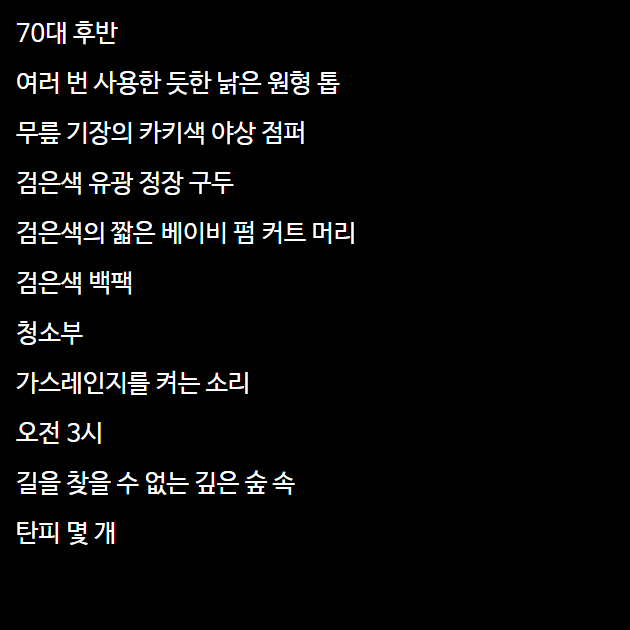 70대 후반
여러 번 사용한 듯한 낡은 원형 톱
무릎 기장의 카키색 야상 점퍼
검은색 유광 정장 구두
검은색의 짧은 베이비 펌 커트 머리
검은색 백팩
청소부
가스레인지를 켜는 소리
오전 3시
길을 찾을 수 없는 깊은 숲 속
탄피 몇 개